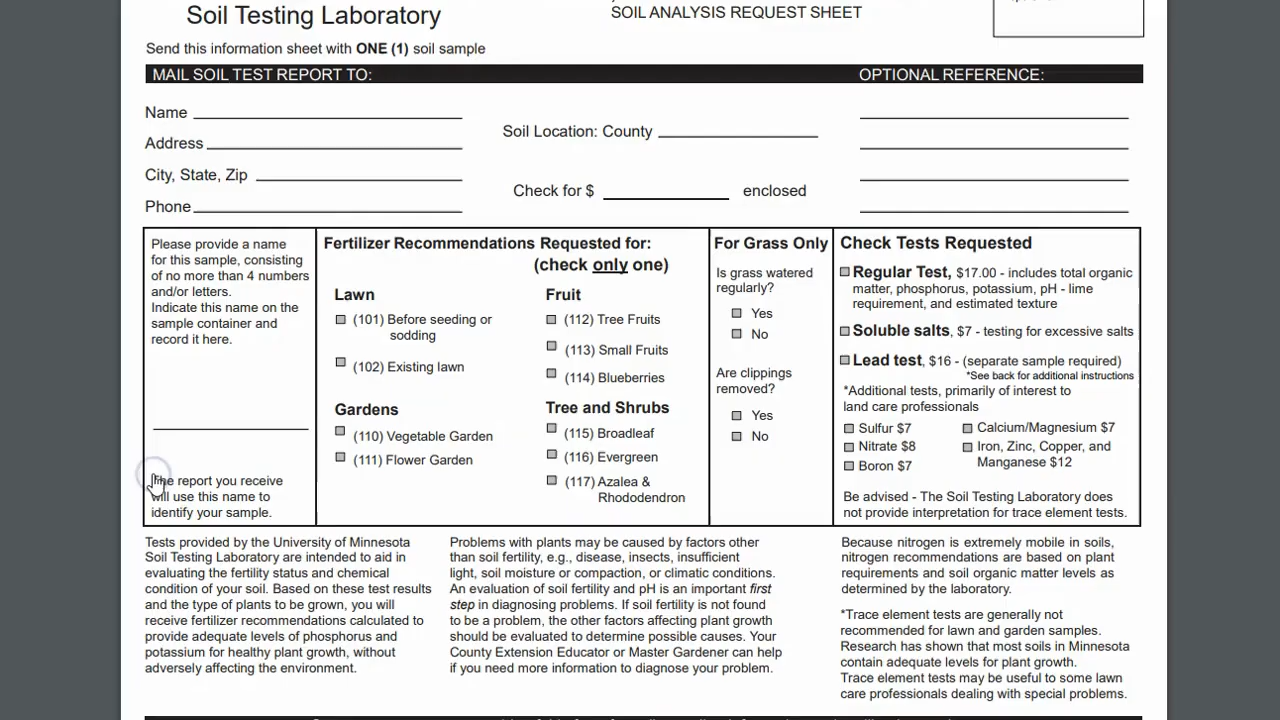 Soil Testing Laboratory
SOIL ANALYSIS REQUEST SHEET
Send this information sheet with ONE (1) soil sample
MAIL SOIL TEST REPORT TO:
OPTIONAL REFERENCE:
Name
Address
City, State, Zip
Phone
Soil Location: County
Check for $ enclosed
Please provide a name
for this sample, consisting
of no more than 4 numbers
and/or letters.
Indicate this name on the
sample container and
record it here.
The report you receive
will use this name to
identify your sample.
Fertilizer Recommendations Requested for:
(check only one)
Lawn
(101) Before seeding or
sodding
(102) Existing lawn
Gardens
(110) Vegetable Garden
(111) Flower Garden
Fruit
(112) Tree Fruits
(113) Small Fruits
(114) Blueberries
Tree and Shrubs
(115) Broadleaf
(116) Evergreen
(117) Azalea &
Rhododendron
For Grass Only
Is grass watered
regularly?
Yes
No
Are clippings
removed?
Yes
No
Check Tests Requested
Regular Test, $17.00 - includes total organic
matter, phosphorus, potassium, pH - lime
requirement, and estimated texture
Soluble salts, $7 - testing for excessive salts
Lead test, $16 - (separate sample required)
*See back for additional instructions
*Additional tests, primarily of interest to
land care professionals
Sulfur $7
Nitrate $8
Boron $7
Calcium/Magnesium $7
Iron, Zinc, Copper, and
Manganese $12
Be advised - The Soil Testing Laboratory does
not provide interpretation for trace element tests.
Tests provided by the University of Minnesota
Soil Testing Laboratory are intended to aid in
evaluating the fertility status and chemical
condition of your soil. Based on these test results
and the type of plants to be grown, you will
receive fertilizer recommendations calculated to
provide adequate levels of phosphorus and
potassium for healthy plant growth, without
adversely affecting the environment.
Problems with plants may be caused by factors other
than soil fertility, e.g., disease, insects, insufficient
light, soil moisture or compaction, or climatic conditions.
An evaluation of soil fertility and pH is an important first
step in diagnosing problems. If soil fertility is not found
to be a problem, the other factors affecting plant growth
should be evaluated to determine possible causes. Your
County Extension Educator or Master Gardener can help
if you need more information to diagnose your problem.
Because nitrogen is extremely mobile in soils,
nitrogen recommendations are based on plant
requirements and soil organic matter levels as
determined by the laboratory.
*Trace element tests are generally not
recommended for lawn and garden samples.
Research has shown that most soils in Minnesota
contain adequate levels for plant growth.
Trace element tests may be useful to some lawn
care professionals dealing with special problems.